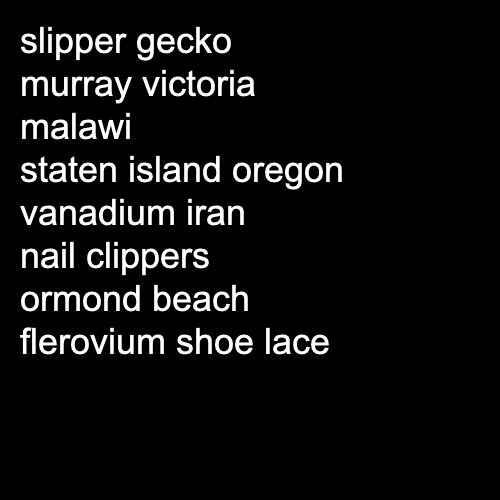 slipper gecko
murray victoria
malawi
staten island oregon
vanadium iran
nail clippers
ormond beach
flerovium shoe lace